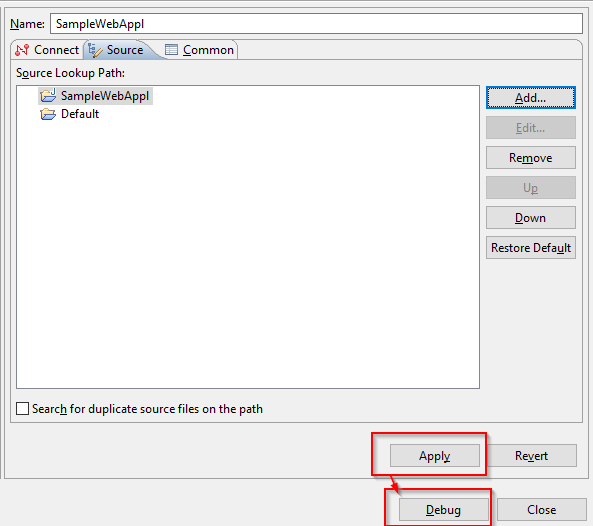 Name: SampleWebAppl
Connect Source Common
Source Lookup Path:
SampleWebAppl
Default
Add...
Edit...
Remove
Up
Down
Restore Default
Search for duplicate source files on the path
Apply Revert
Debug Close